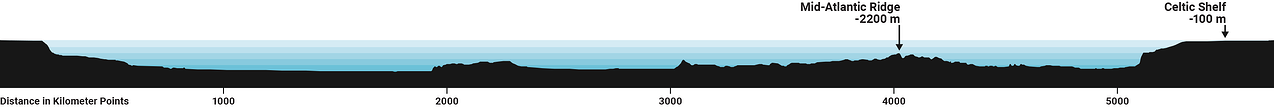 Mid-Atlantic Ridge
-2200 m
Celtic Shelf
-100 m
Distance in Kilometer Points
1000
2000
3000
4000
5000